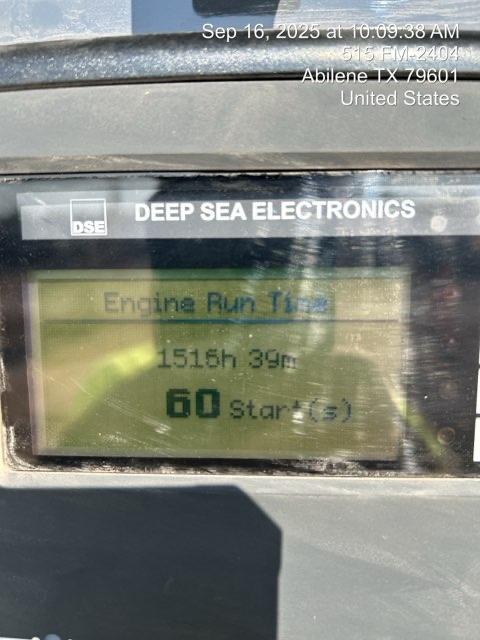 Sep 16, 2025 at 10:09:38 AM
515 FM-2404
Abilene TX 79601
United States
DSE DEEP SEA ELECTRONICS
Engine Run Time
1516h 39m
60 Start(s)